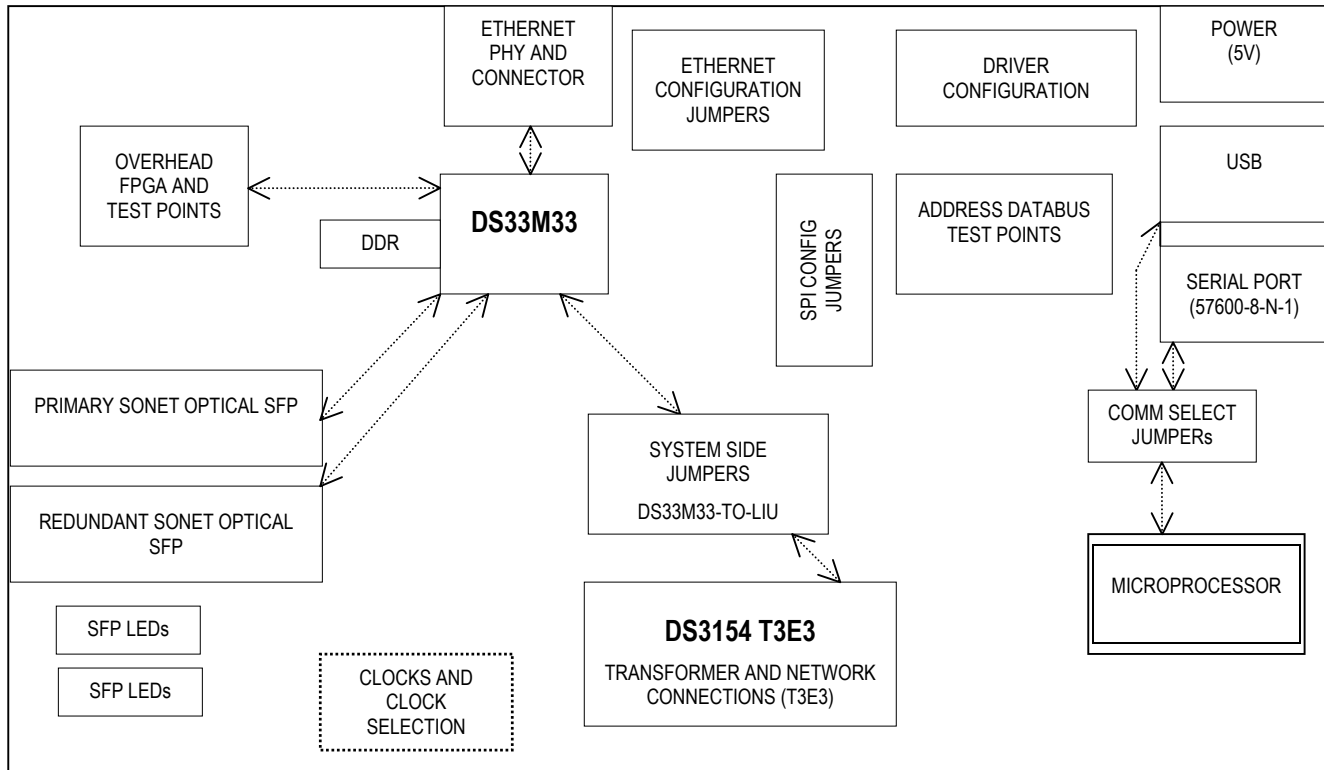 ETHERNET
PHY AND
CONNECTOR
ETHERNET
CONFIGURATION
JUMPERS
DRIVER
CONFIGURATION
POWER
(5V)
OVERHEAD
FPGA AND
TEST POINTS
DS33M33
DDR
SPI CONFIG
JUMPERS
ADDRESS DATABUS
TEST POINTS
USB
SERIAL PORT
(57600-8-N-1)
PRIMARY SONET OPTICAL SFP
REDUNDANT SONET OPTICAL
SFP
SYSTEM SIDE
JUMPERS
DS33M33-TO-LIU
COMM SELECT
JUMPERs
MICROPROCESSOR
SFP LEDs
SFP LEDs
CLOCKS AND
CLOCK
SELECTION
DS3154 T3E3
TRANSFORMER AND NETWORK
CONNECTIONS (T3E3)